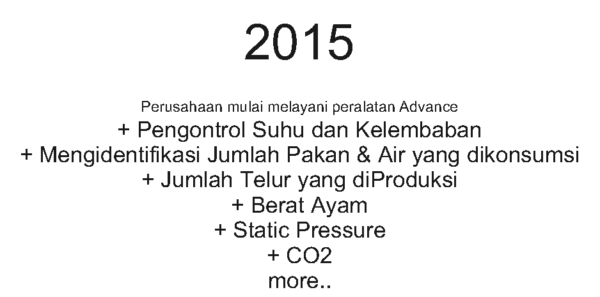 2015
Perusahaan mulai melayani peralatan Advance
+ Pengontrol Suhu dan Kelembaban
+ Mengidentifikasi Jumlah Pakan & Air yang dikonsumsi
+ Jumlah Telur yang diProduksi
+ Berat Ayam
+ Static Pressure
+ CO2
more..